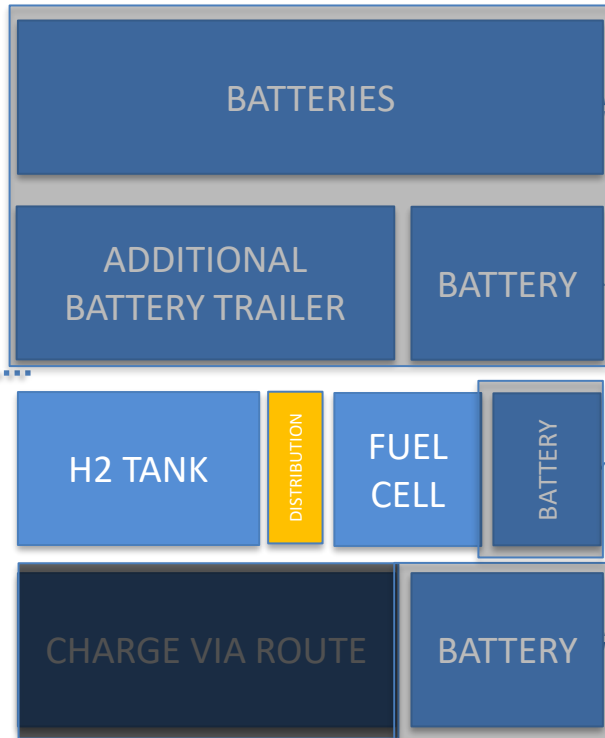 BATTERIES
ADDITIONAL
BATTERY TRAILER
BATTERY
H2 TANK
DISTRIBUTION
FUEL
CELL
BATTERY
CHARGE VIA ROUTE
BATTERY